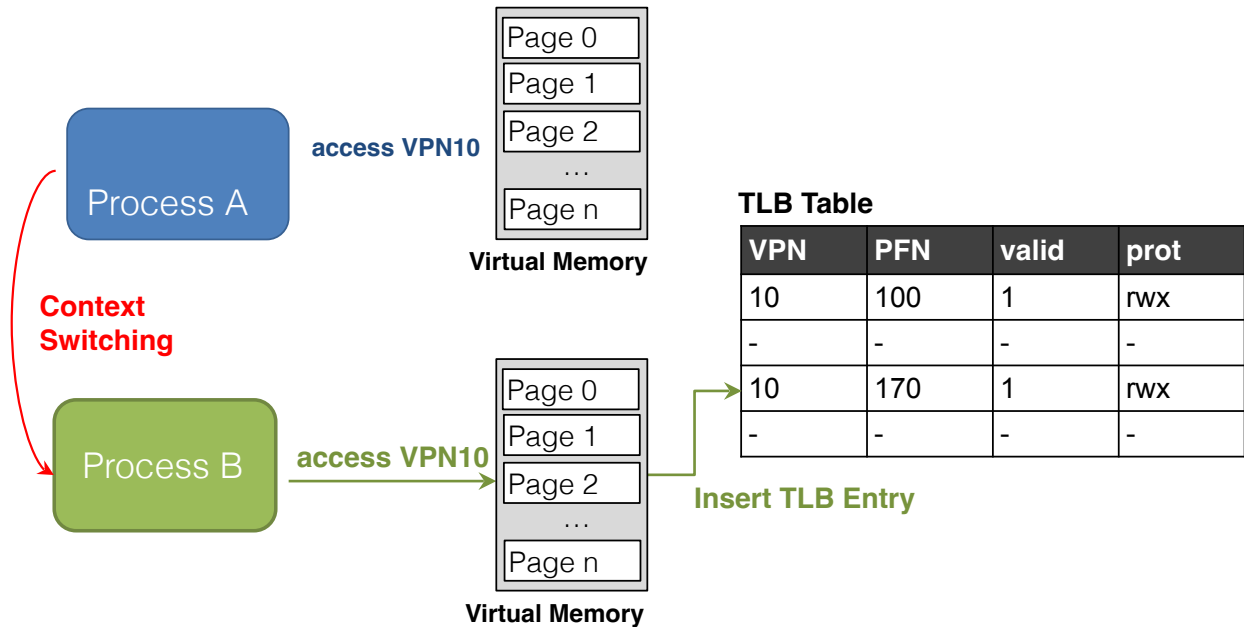 Page 0
Page 1
Page 2
...
Page n
Virtual Memory
access VPN10
Process A
Context
Switching
Process B
access VPN10
Page 0
Page 1
Page 2
...
Page n
Virtual Memory
Insert TLB Entry
TLB Table
VPN PFN valid prot
10 100 1 rwx
- - - -
10 170 1 rwx
- - - -